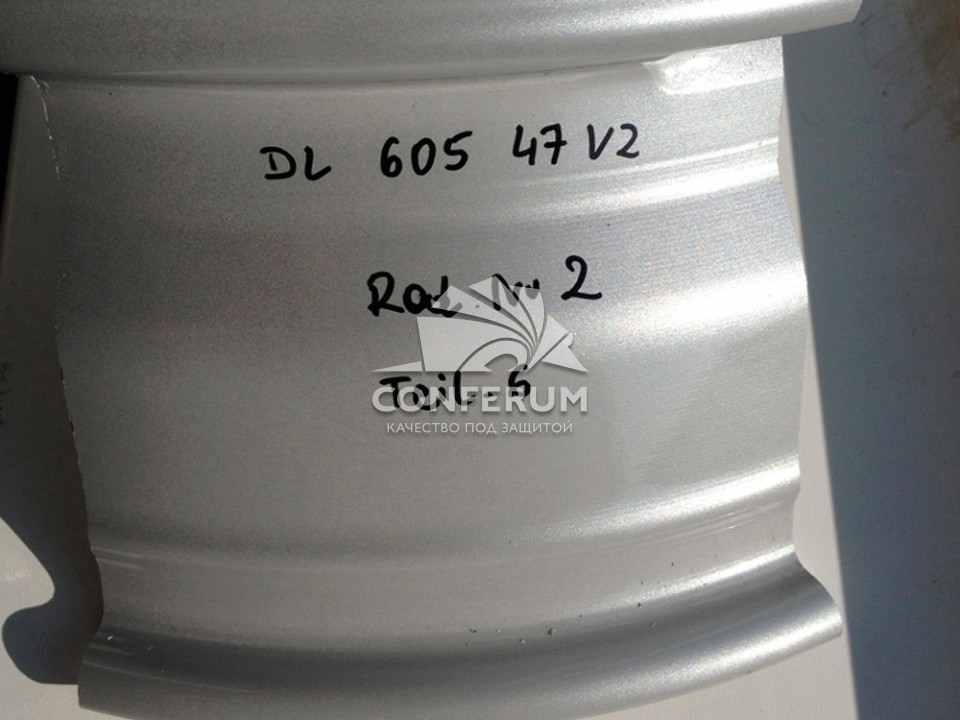 DL 605 47 V2
Rad Nr 2
CONFERUM
Teil 5
КАЧЕСТВО ПОД ЗАЩИТОЙ